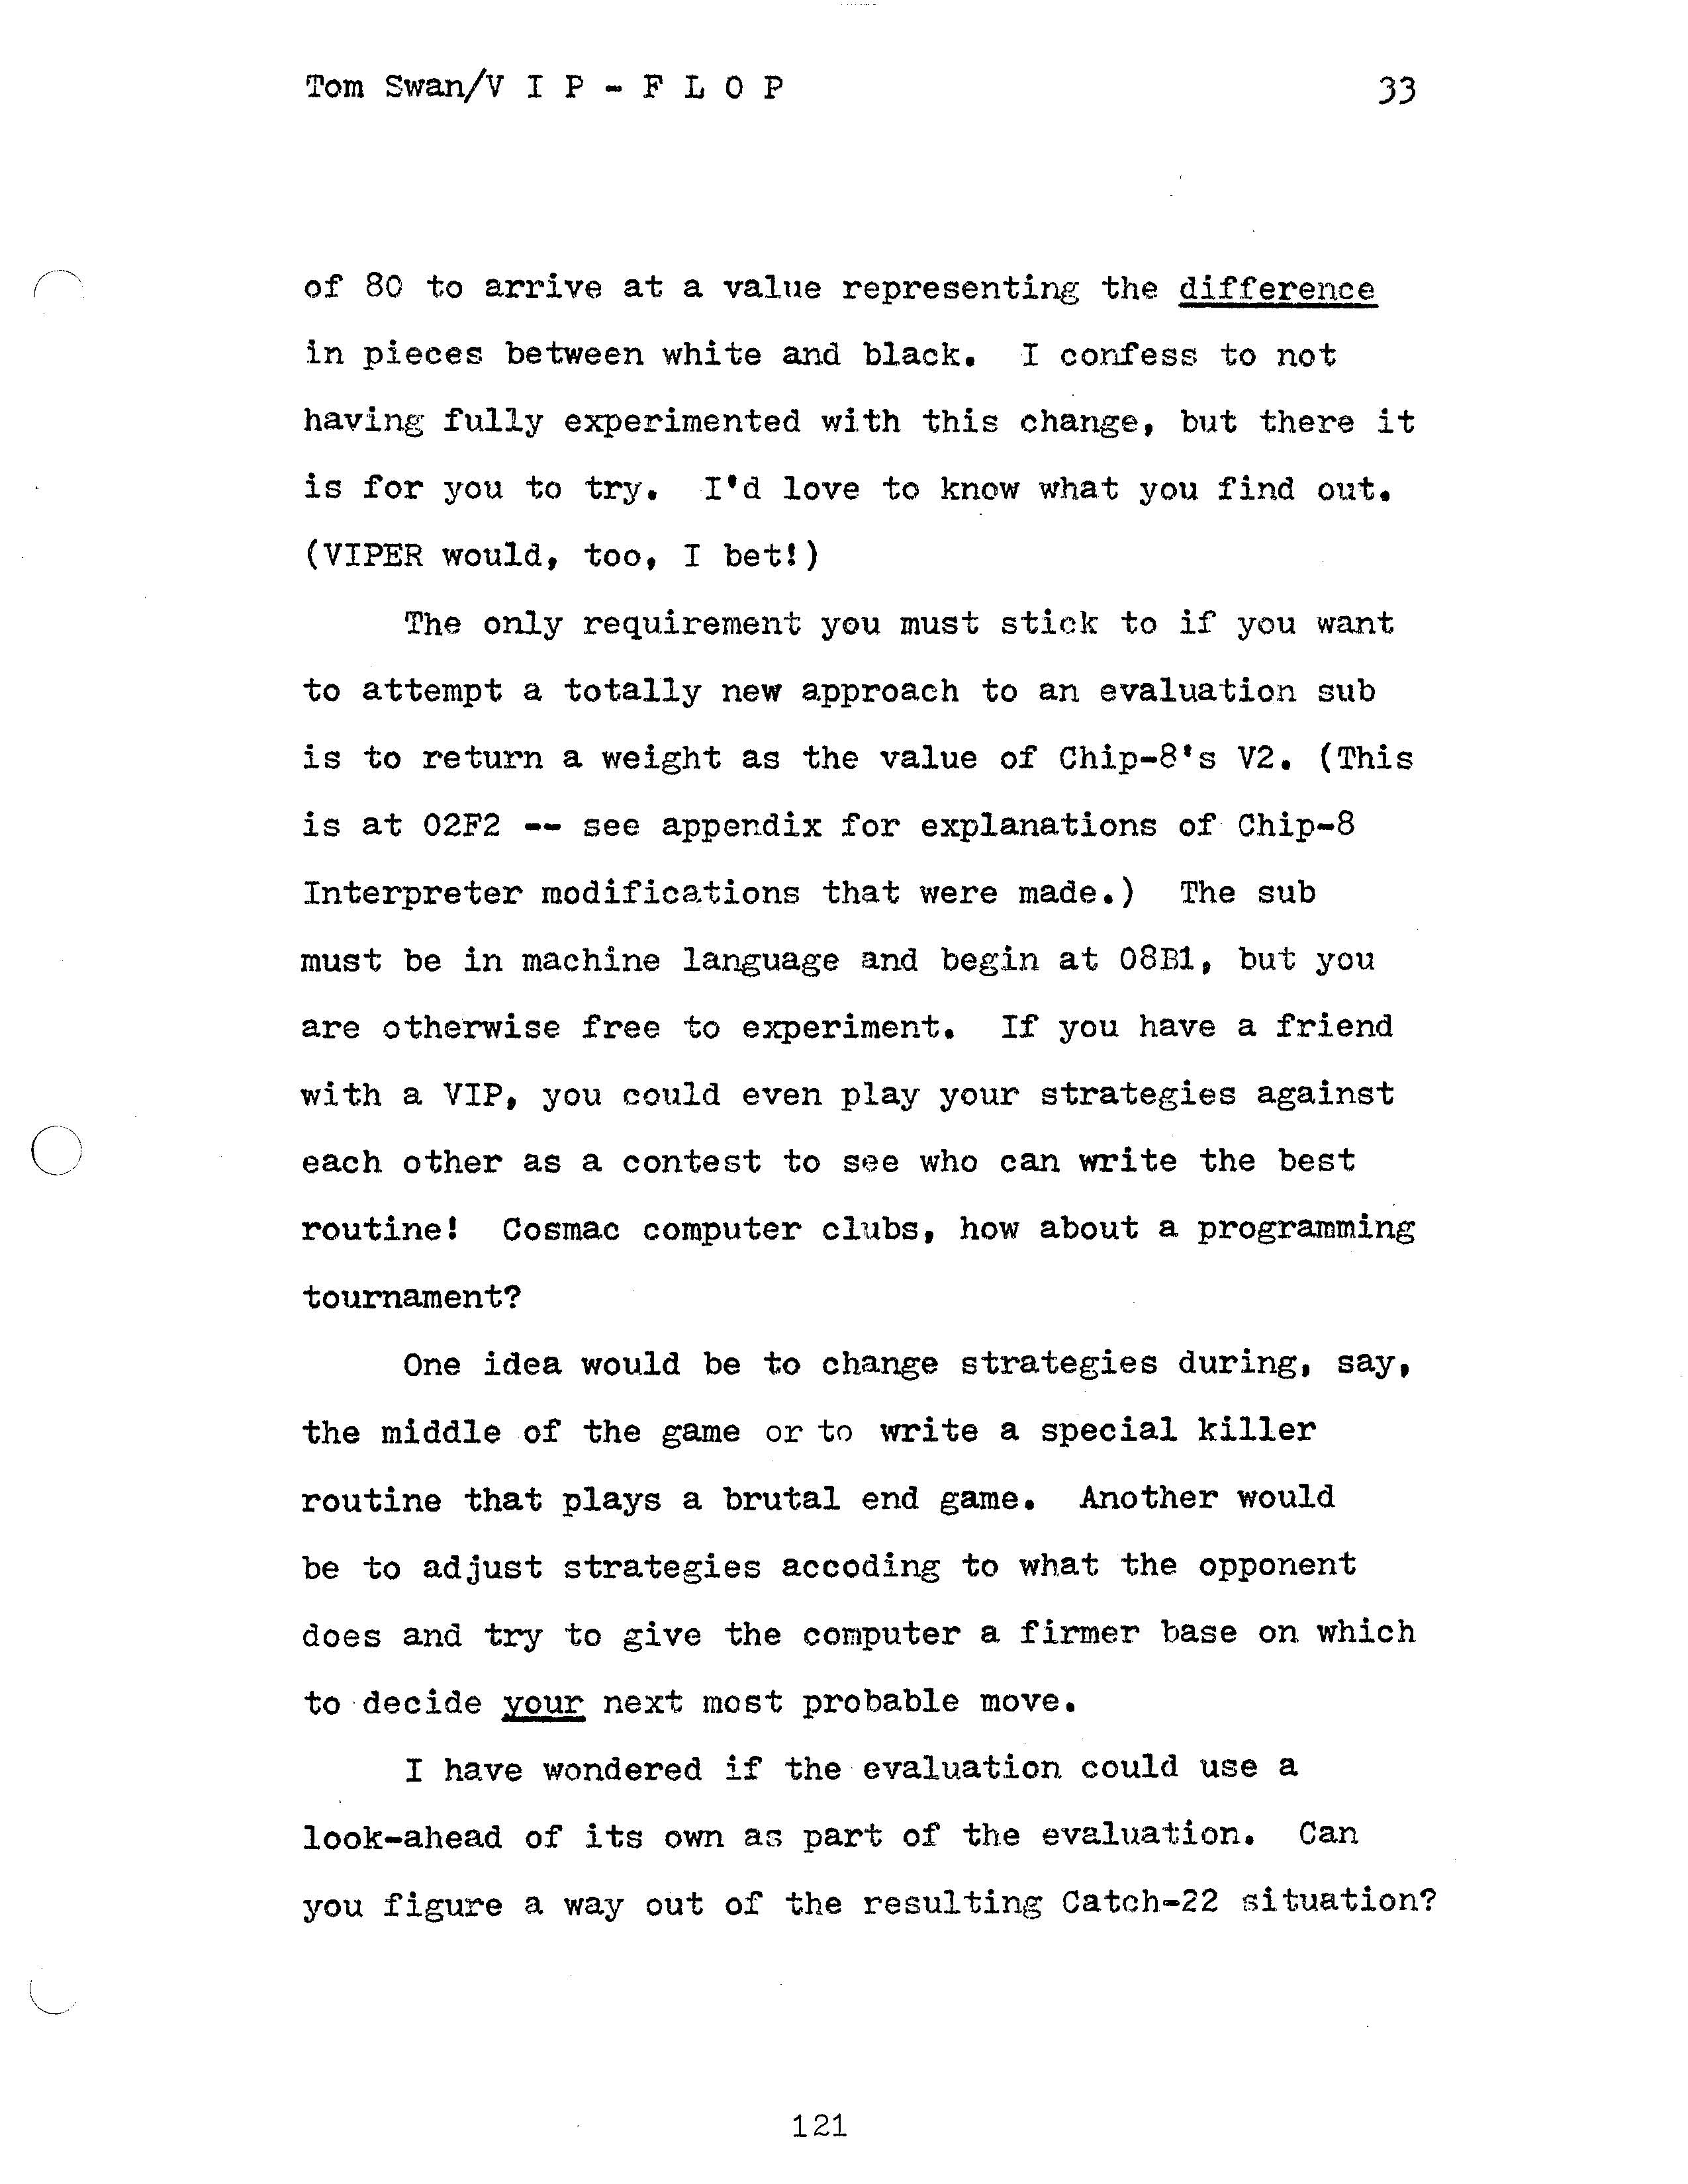 Tom Swan/V I P - F L O P 33
of 80 to arrive at a value representing the difference
in pieces between white and black. I confess to not
having fully experimented with this change, but there it
is for you to try. I'd love to know what you find out.
(VIPER would, too, I bet!)
The only requirement you must stick to if you want
to attempt a totally new approach to an evaluation sub
is to return a weight as the value of Chip-8's V2. (This
is at 02F2 -- see appendix for explanations of Chip-8
Interpreter modifications that were made.) The sub
must be in machine language and begin at 08B1, but you
are otherwise free to experiment. If you have a friend
with a VIP, you could even play your strategies against
each other as a contest to see who can write the best
routine! Cosmac computer clubs, how about a programming
tournament?
One idea would be to change strategies during, say,
the middle of the game or to write a special killer
routine that plays a brutal end game. Another would
be to adjust strategies accoding to what the opponent
does and try to give the computer a firmer base on which
to decide your next most probable move.
I have wondered if the evaluation could use a
look-ahead of its own as part of the evaluation. Can
you figure a way out of the resulting Catch-22 situation?
121